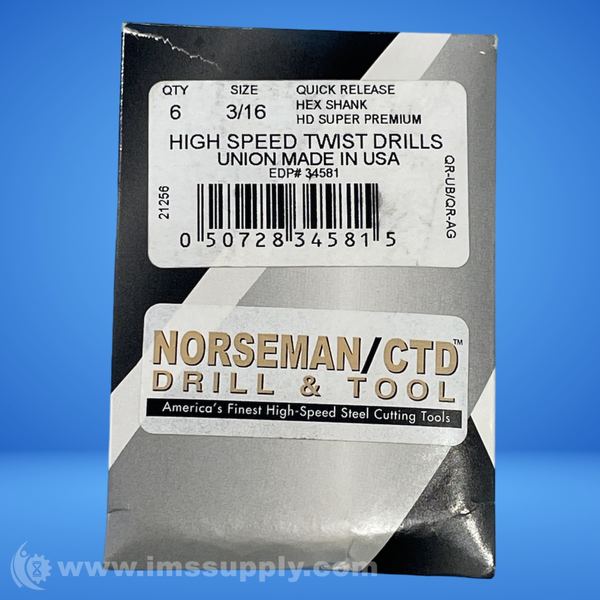 QTY SIZE QUICK RELEASE
6 3/16 HEX SHANK
HD SUPER PREMIUM
HIGH SPEED TWIST DRILLS
UNION MADE IN USA
EDP# 34581
21256
QR-UB/QR-AG
0 50728 34581 5
NORSEMAN/CTD™
DRILL & TOOL
America's Finest High-Speed Steel Cutting Tools
www.imssupply.com